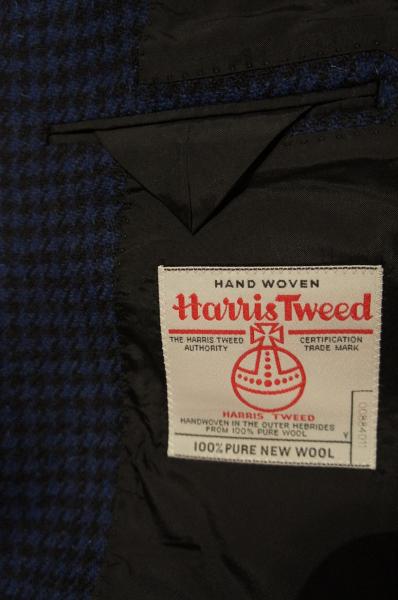 HAND WOVEN
Harris Tweed
THE HARRIS TWEED AUTHORITY
CERTIFICATION TRADE MARK
HARRIS TWEED
HANDWOVEN IN THE OUTER HEBRIDES
FROM 100% PURE WOOL
Y
100% PURE NEW WOOL